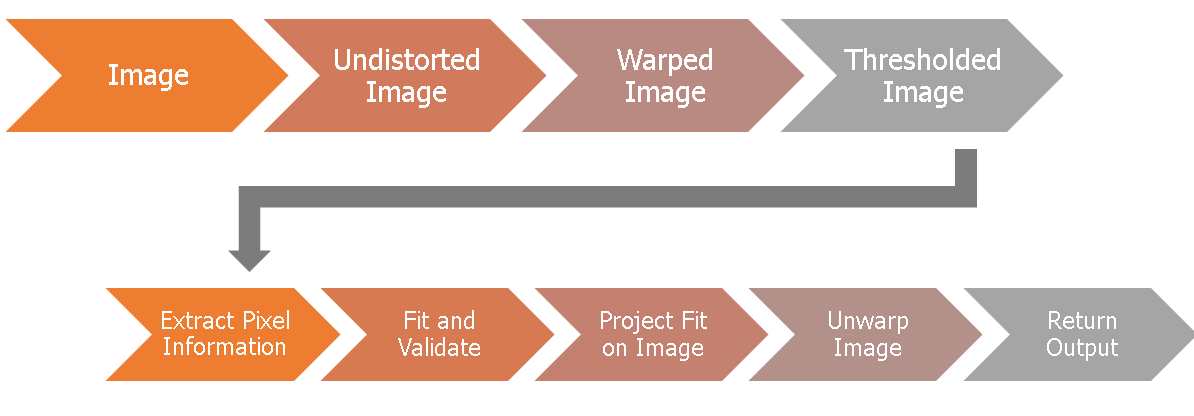 Image
Undistorted
Image
Warped
Image
Thresholded
Image
Extract Pixel
Information
Fit and
Validate
Project Fit
on Image
Unwarp
Image
Return
Output